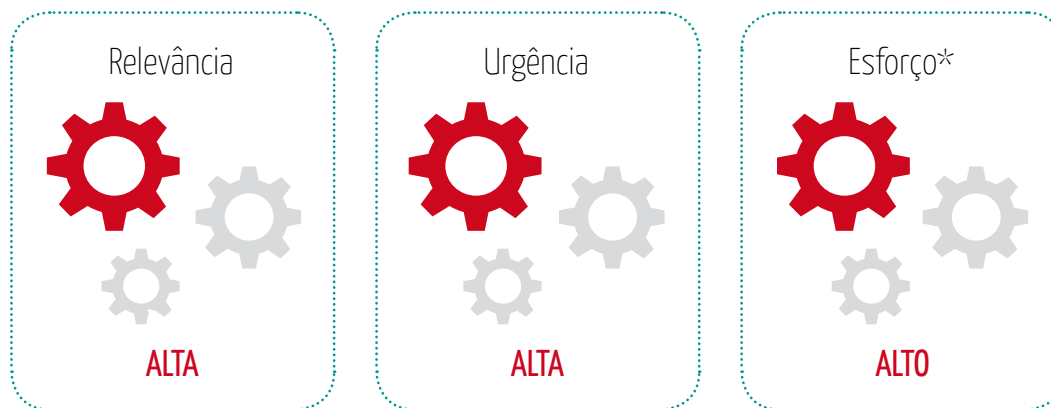 Relevância
Urgência
Esforço*
ALTA
ALTA
ALTO